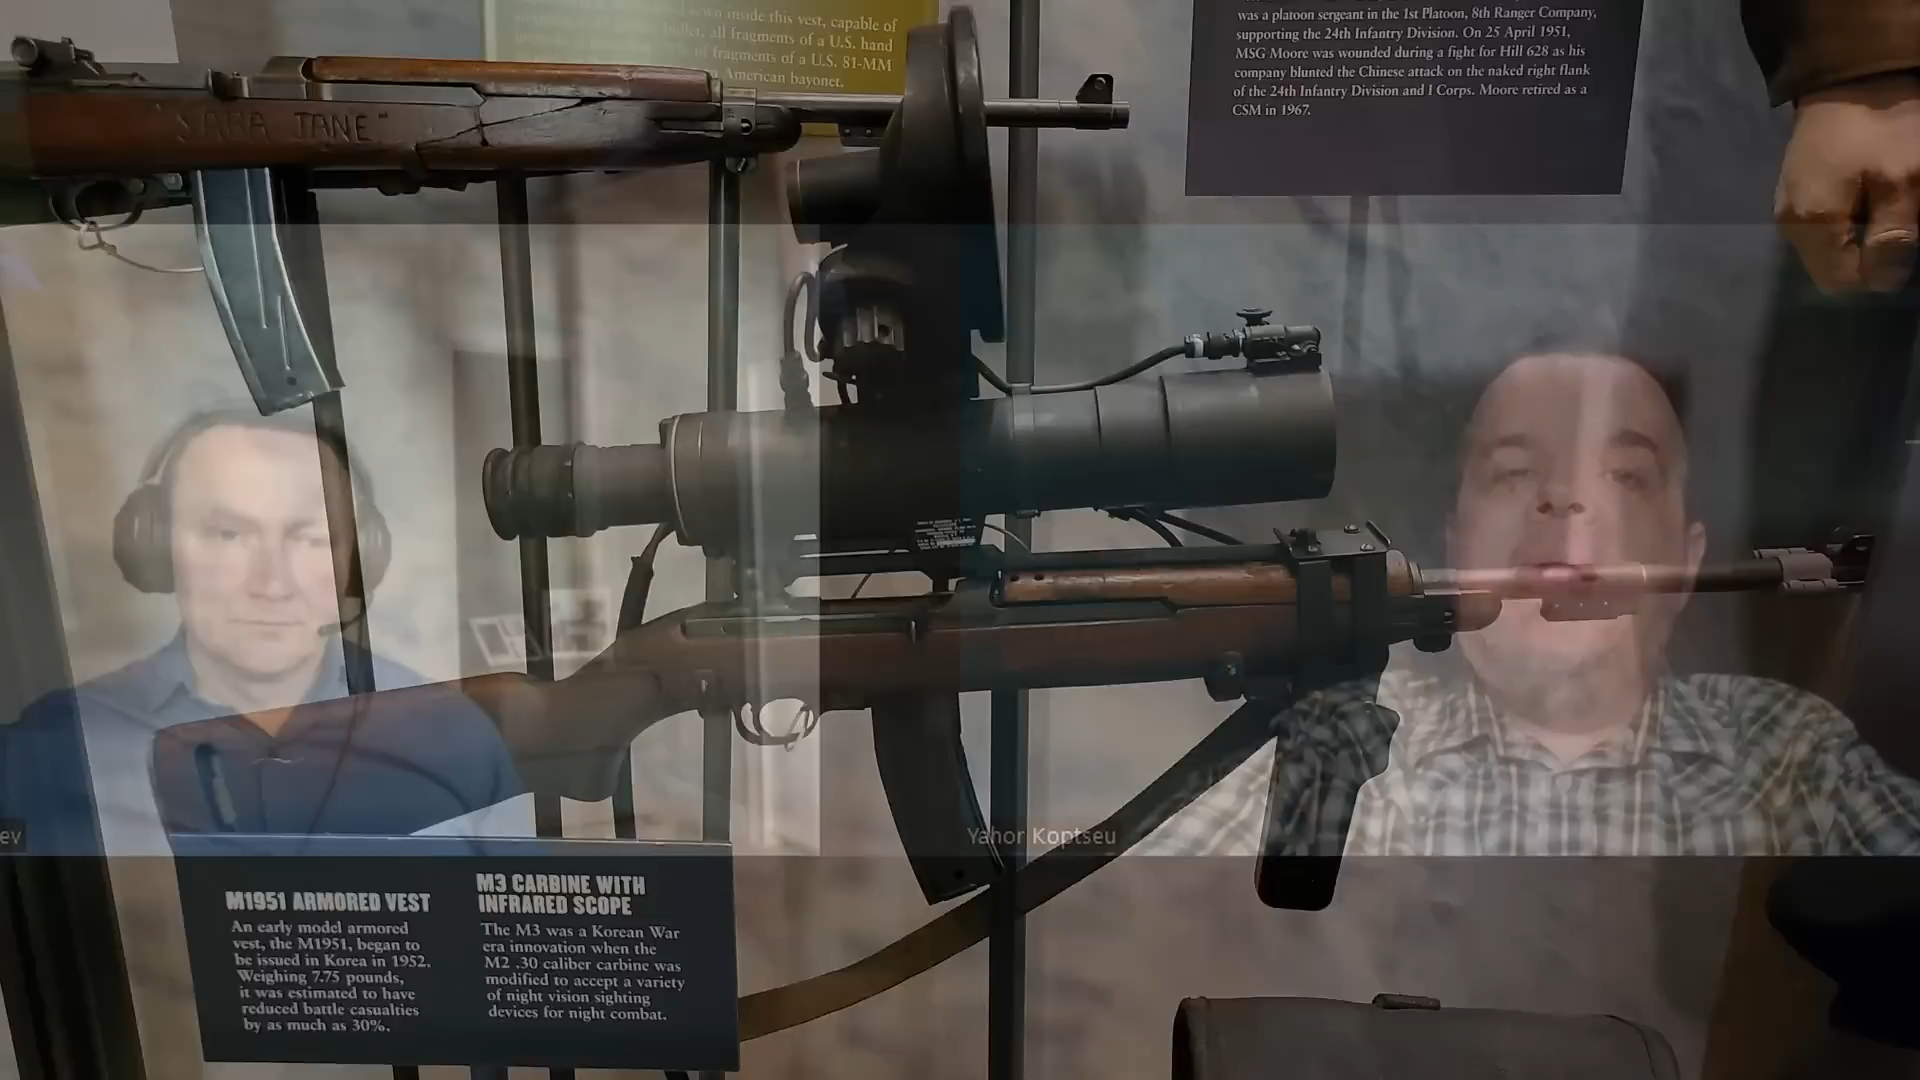 inside this vest, capable of
all fragments of a U.S. hand
of fragments of a U.S. 81-MM
American bayonet.
was a platoon sergeant in the 1st Platoon, 8th Ranger Company,
supporting the 24th Infantry Division. On 25 April 1951,
MSG Moore was wounded during a fight for Hill 628 as his
company blunted the Chinese attack on the naked right flank
of the 24th Infantry Division and I Corps. Moore retired as a
CSM in 1967.
"SARA JANE"
ev
Yahor Koptseu
M1951 ARMORED VEST
An early model armored
vest, the M1951, began to
be issued in Korea in 1952.
Weighing 7.75 pounds,
it was estimated to have
reduced battle casualties
by as much as 30%.
M3 CARBINE WITH
INFRARED SCOPE
The M3 was a Korean War
era innovation when the
M2 .30 caliber carbine was
modified to accept a variety
of night vision sighting
devices for night combat.